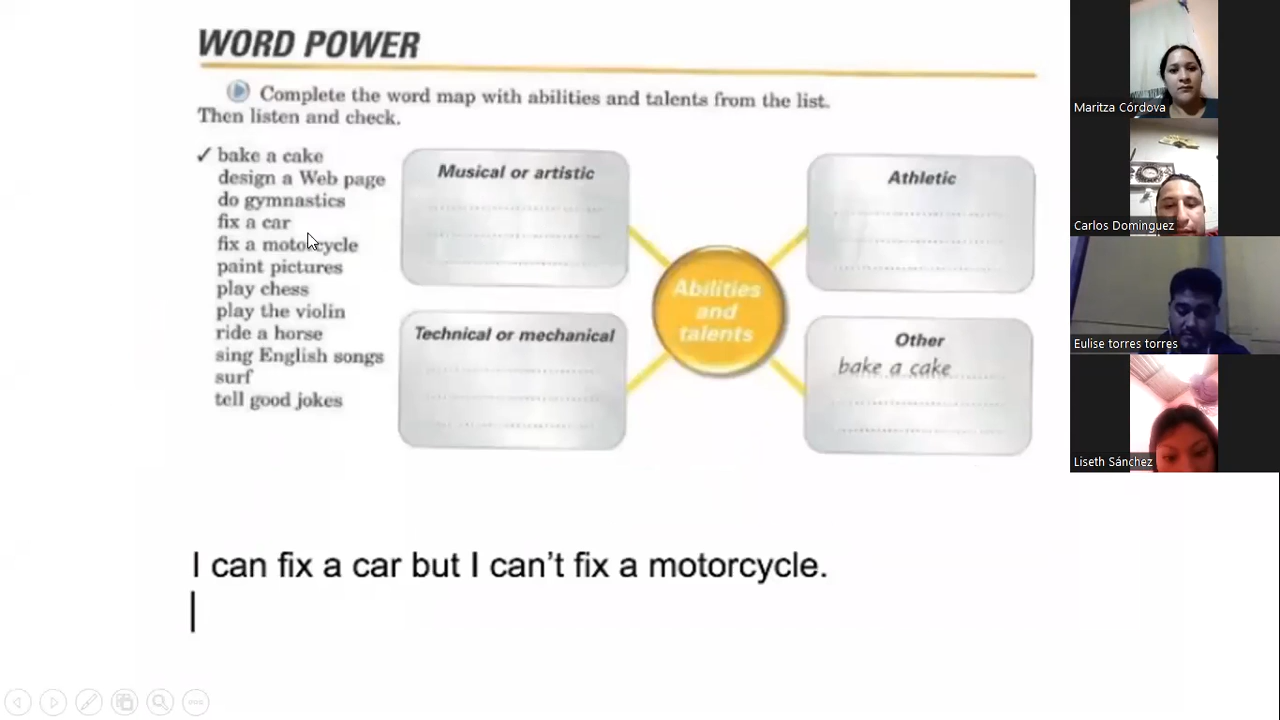 WORD POWER
Complete the word map with abilities and talents from the list.
Then listen and check.
✓ bake a cake
design a Web page
do gymnastics
fix a car
fix a motorcycle
paint pictures
play chess
play the violin
ride a horse
sing English songs
surf
tell good jokes
Musical or artistic
Athletic
Abilities
and
talents
Technical or mechanical
Other
bake a cake
I can fix a car but I can't fix a motorcycle.
Maritza Córdova
Carlos Dominguez
Eulise torres torres
Liseth Sánchez